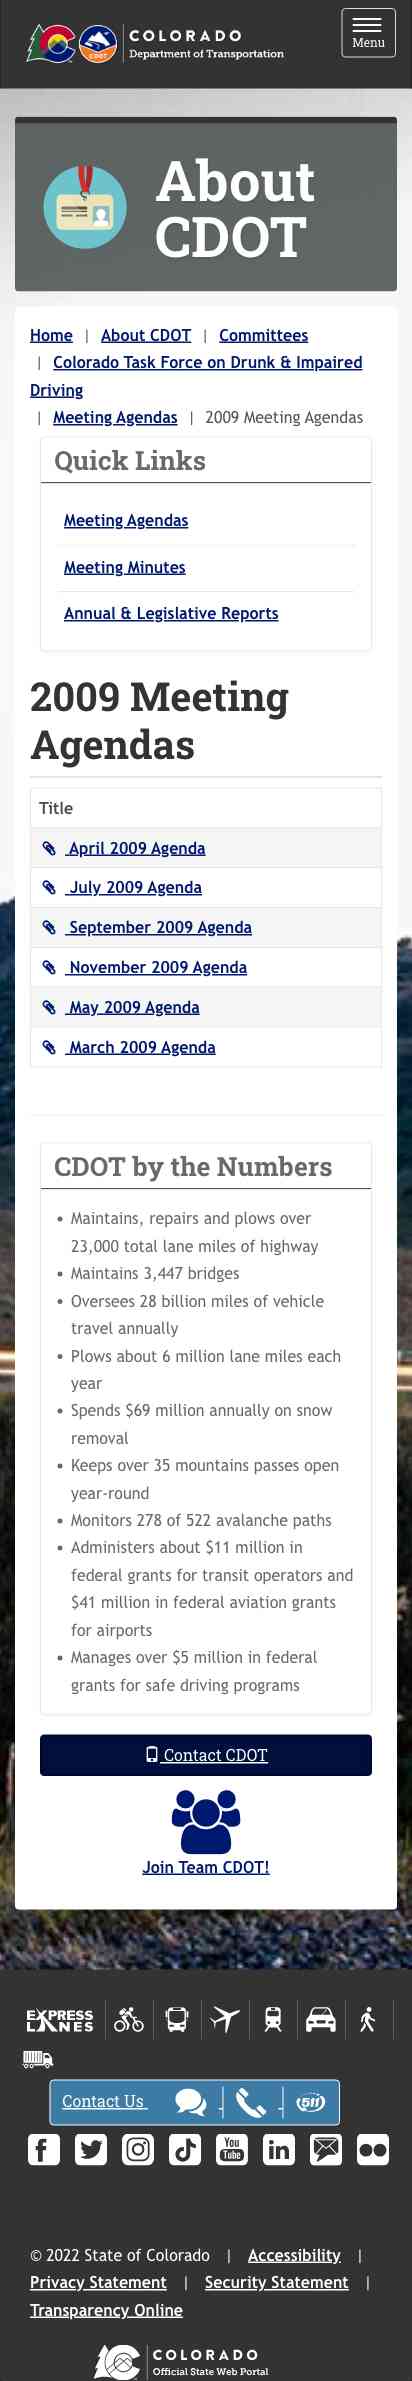 COLORADO
Department of Transportation
CDOT
Menu
About
CDOT
Home | About CDOT | Committees
| Colorado Task Force on Drunk & Impaired
Driving
| Meeting Agendas | 2009 Meeting Agendas
Quick Links
Meeting Agendas
Meeting Minutes
Annual & Legislative Reports
2009 Meeting
Agendas
Title
April 2009 Agenda
July 2009 Agenda
September 2009 Agenda
November 2009 Agenda
May 2009 Agenda
March 2009 Agenda
CDOT by the Numbers
• Maintains, repairs and plows over
23,000 total lane miles of highway
• Maintains 3,447 bridges
• Oversees 28 billion miles of vehicle
travel annually
• Plows about 6 million lane miles each
year
• Spends $69 million annually on snow
removal
• Keeps over 35 mountains passes open
year-round
• Monitors 278 of 522 avalanche paths
• Administers about $11 million in
federal grants for transit operators and
$41 million in federal aviation grants
for airports
• Manages over $5 million in federal
grants for safe driving programs
Contact CDOT
Join Team CDOT!
EXPRESS
LANES
Contact Us
511
You
Tube
in
© 2022 State of Colorado | Accessibility |
Privacy Statement | Security Statement |
Transparency Online
COLORADO
Official State Web Portal